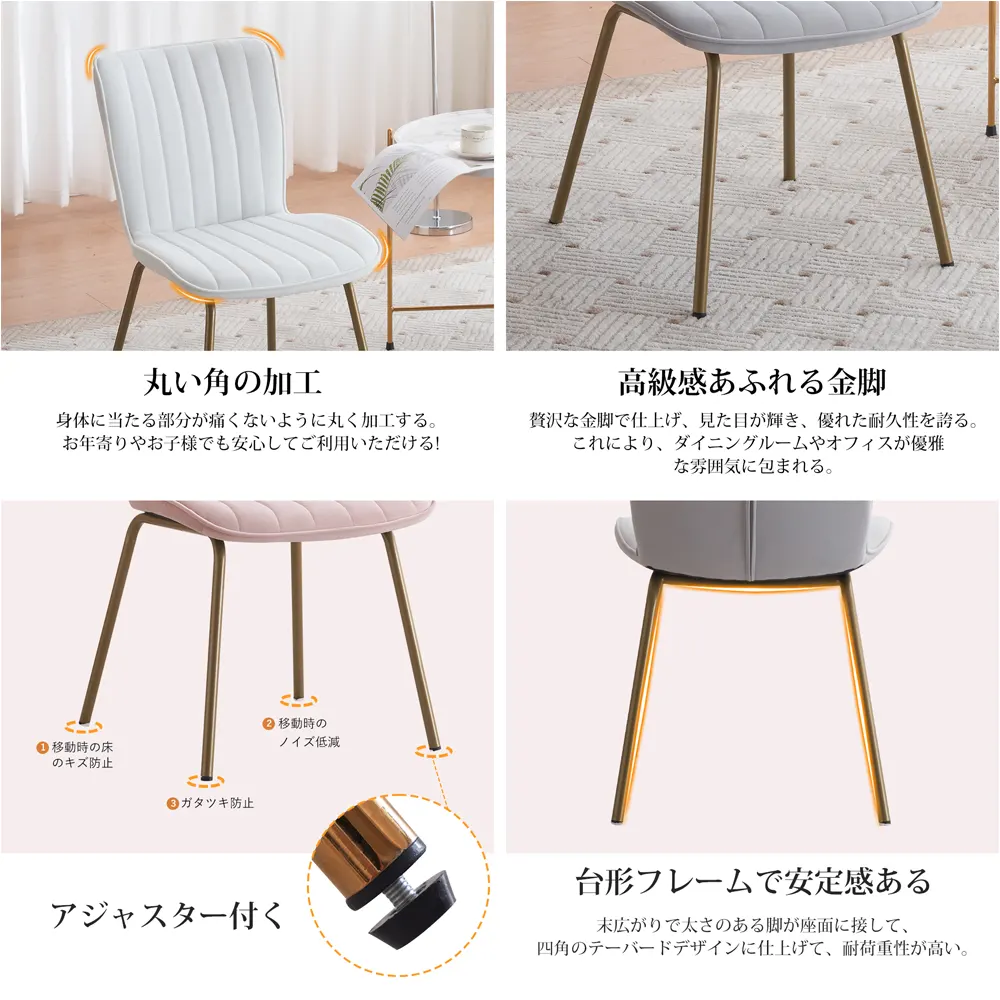 丸い角の加工
身体に当たる部分が痛くないように丸く加工する。
お年寄りやお子様でも安心してご利用いただける!
高級感あふれる金脚
贅沢な金脚で仕上げ、見た目が輝き、優れた耐久性を誇る。
これにより、ダイニングルームやオフィスが優雅
な雰囲気に包まれる。
1 移動時の床
のキズ防止
2 移動時の
ノイズ低減
3 ガタツキ防止
アジャスター付く
台形フレームで安定感ある
末広がりで太さのある脚が座面に接して、
四角のテーバードデザインに仕上げて、耐荷重性が高い。